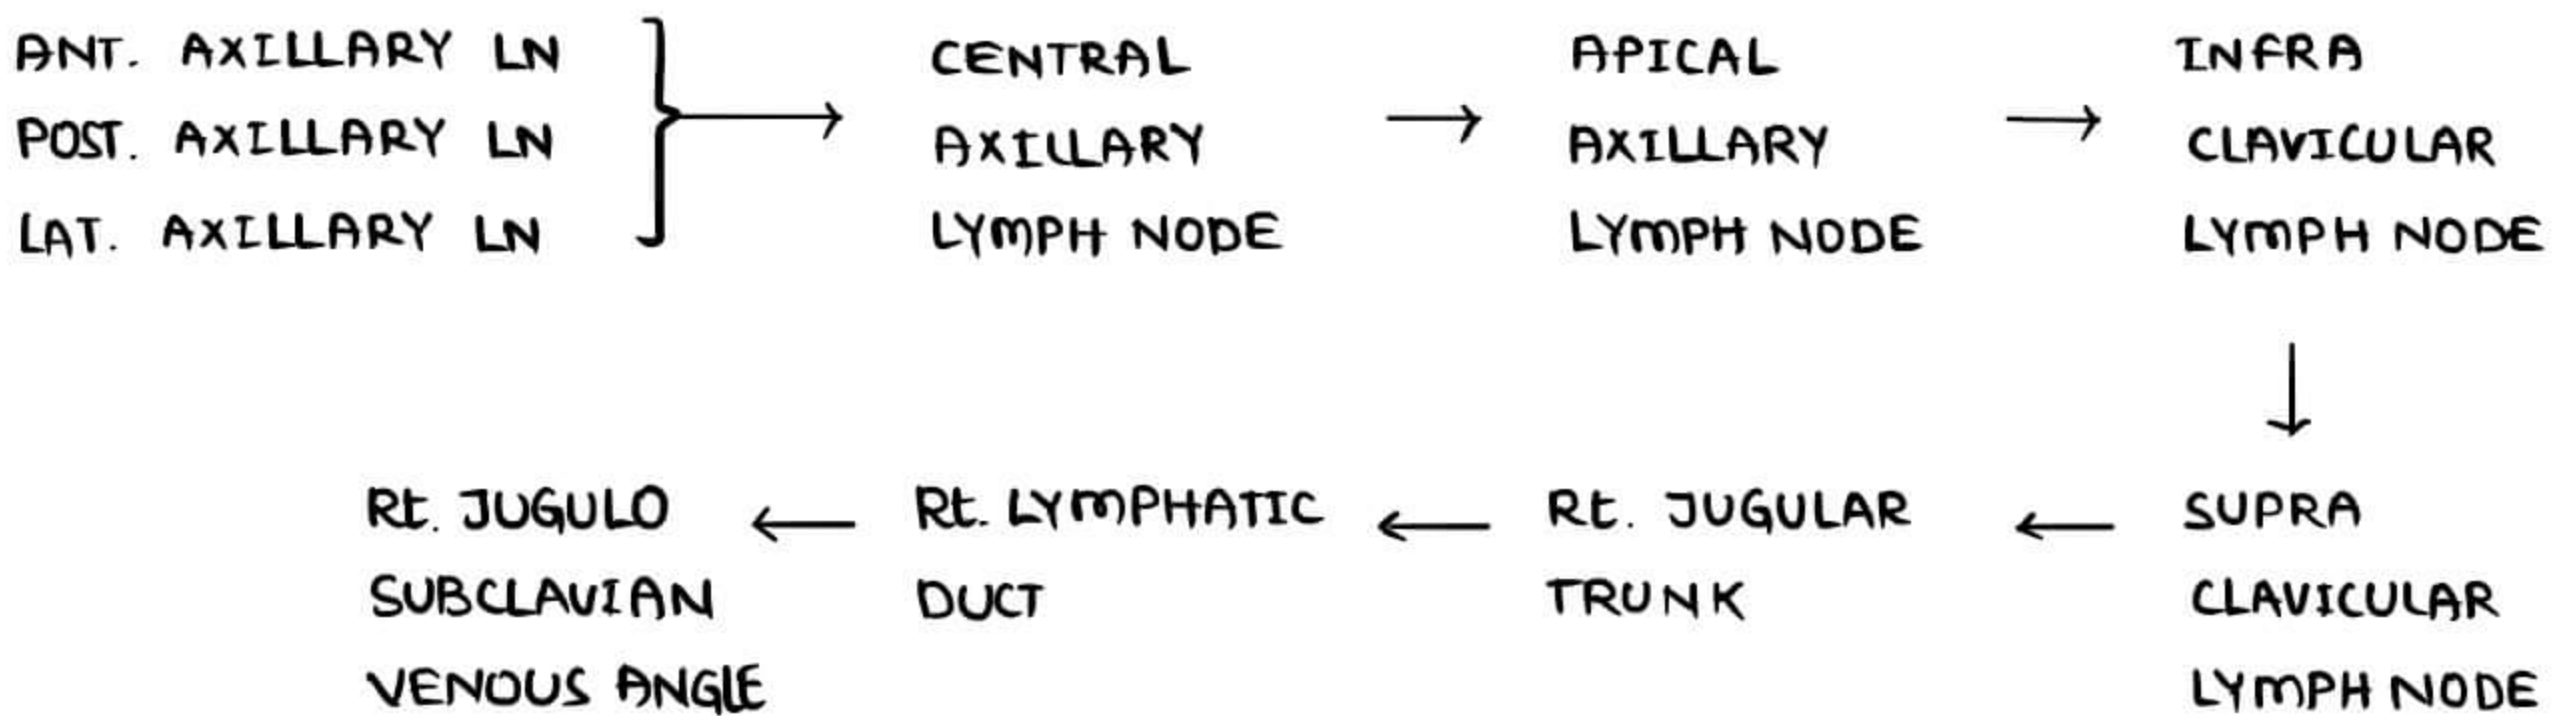 ANT. AXILLARY LN
POST. AXILLARY LN
LAT. AXILLARY LN
CENTRAL
AXILLARY
LYMPH NODE
APICAL
AXILLARY
LYMPH NODE
INFRA
CLAVICULAR
LYMPH NODE
SUPRA
CLAVICULAR
LYMPH NODE
Rt. JUGULAR
TRUNK
Rt. LYMPHATIC
DUCT
Rt. JUGULO
SUBCLAVIAN
VENOUS ANGLE